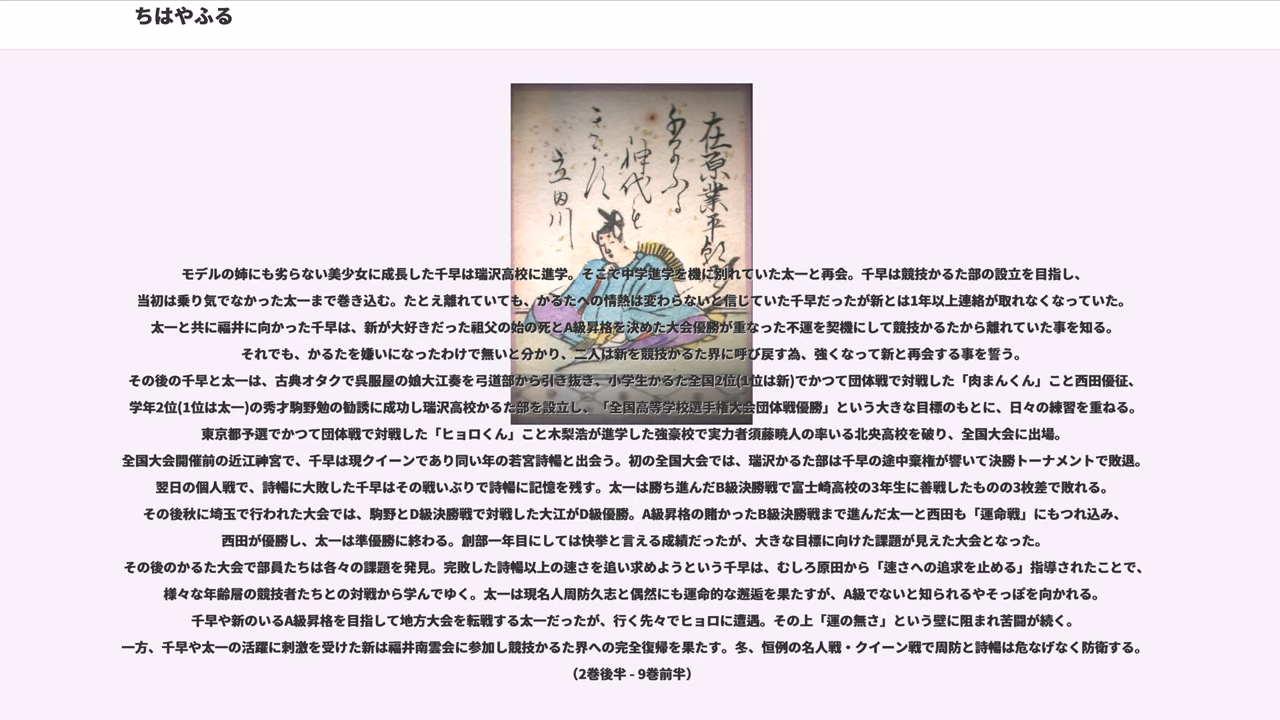 ちはやふる
在原業平朝臣
ちはやふる
神代も
きかす
立田川
モデルの姉にも劣らない美少女に成長した千早は瑞沢高校に進学。そこで中学進学を機に別れていた太一と再会。千早は競技かるた部の設立を目指し、
当初は乗り気でなかった太一まで巻き込む。たとえ離れていても、かるたへの情熱は変わらないと信じていた千早だったが新とは1年以上連絡が取れなくなっていた。
太一と共に福井に向かった千早は、新が大好きだった祖父の始の死とA級昇格を決めた大会優勝が重なった不運を契機にして競技かるたから離れていた事を知る。
それでも、かるたを嫌いになったわけで無いと分かり、二人は新を競技かるた界に呼び戻す為、強くなって新と再会する事を誓う。
その後の千早と太一は、古典オタクで呉服屋の娘大江奏を弓道部から引き抜き、小学生かるた全国2位(1位は新)でかつて団体戦で対戦した「肉まんくん」こと西田優征、
学年2位(1位は太一)の秀才駒野勉の勧誘に成功し瑞沢高校かるた部を設立し、「全国高等学校選手権大会団体戦優勝」という大きな目標のもとに、日々の練習を重ねる。
東京都予選でかつて団体戦で対戦した「ヒョロくん」こと木梨浩が進学した強豪校で実力者須藤暁人の率いる北央高校を破り、全国大会に出場。
全国大会開催前の近江神宮で、千早は現クイーンであり同い年の若宮詩暢と出会う。初の全国大会では、瑞沢かるた部は千早の途中棄権が響いて決勝トーナメントで敗退。
翌日の個人戦で、詩暢に大敗した千早はその戦いぶりで詩暢に記憶を残す。太一は勝ち進んだB級決勝戦で富士崎高校の3年生に善戦したものの3枚差で敗れる。
その後秋に埼玉で行われた大会では、駒野とD級決勝戦で対戦した大江がD級優勝。A級昇格の賭かったB級決勝戦まで進んだ太一と西田も「運命戦」にもつれ込み、
西田が優勝し、太一は準優勝に終わる。創部一年目にしては快挙と言える成績だったが、大きな目標に向けた課題が見えた大会となった。
その後のかるた大会で部員たちは各々の課題を発見。完敗した詩暢以上の速さを追い求めようという千早は、むしろ原田から「速さへの追求を止める」指導されたことで、
様々な年齢層の競技者たちとの対戦から学んでゆく。太一は現名人周防久志と偶然にも運命的な邂逅を果たすが、A級でないと知られるやそっぽを向かれる。
千早や新のいるA級昇格を目指して地方大会を転戦する太一だったが、行く先々でヒョロに遭遇。その上「運の無さ」という壁に阻まれ苦闘が続く。
一方、千早や太一の活躍に刺激を受けた新は福井南雲会に参加し競技かるた界への完全復帰を果たす。冬、恒例の名人戦・クイーン戦で周防と詩暢は危なげなく防衛する。
(2巻後半 - 9巻前半)